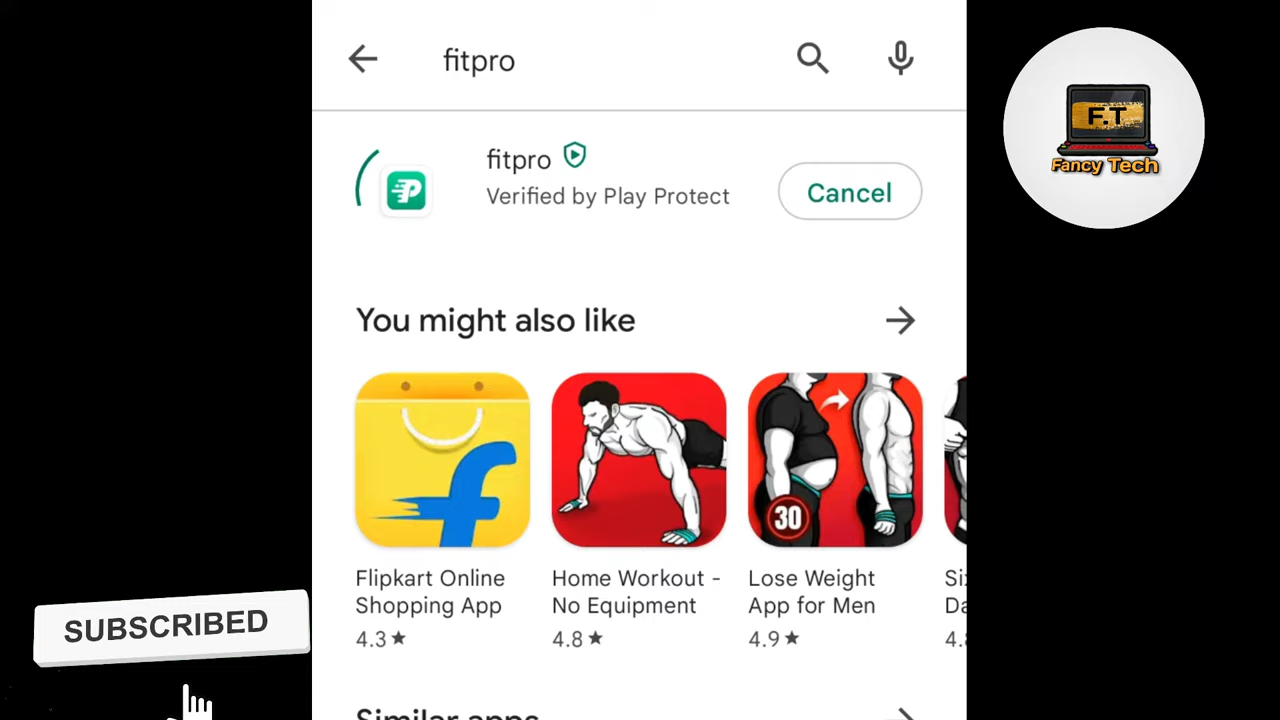 fitpro
fitpro
Verified by Play Protect
Cancel
F.T
Fancy Tech
You might also like
30
Flipkart Online
Shopping App
4.3★
Home Workout -
No Equipment
4.8★
Lose Weight
App for Men
4.9★
SUBSCRIBED
Similar apps